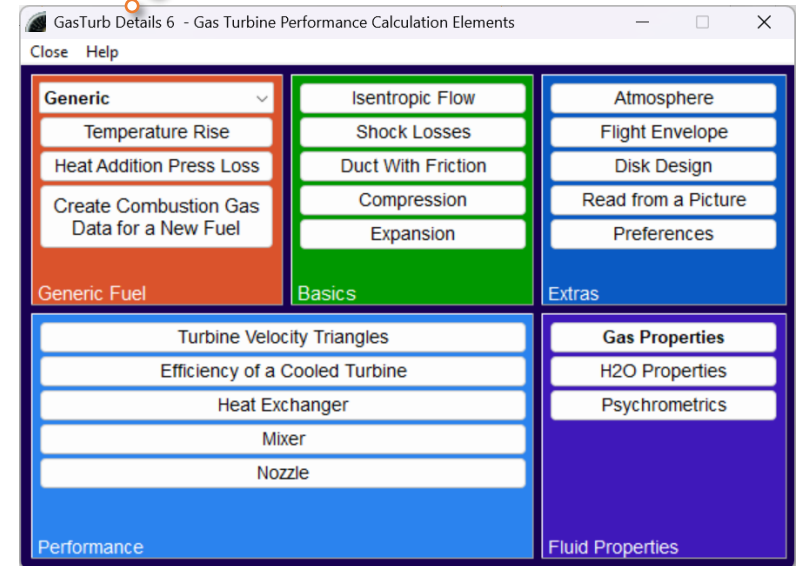 GasTurb Details 6 - Gas Turbine Performance Calculation Elements
Close Help
Generic
Temperature Rise
Heat Addition Press Loss
Create Combustion Gas
Data for a New Fuel
Generic Fuel
Isentropic Flow
Shock Losses
Duct With Friction
Compression
Expansion
Basics
Atmosphere
Flight Envelope
Disk Design
Read from a Picture
Preferences
Extras
Turbine Velocity Triangles
Efficiency of a Cooled Turbine
Heat Exchanger
Mixer
Nozzle
Performance
Gas Properties
H2O Properties
Psychrometrics
Fluid Properties